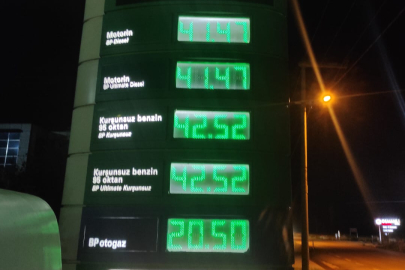 Motorin
BP Diesel
41.47
Motorin
BP Ultimate Diesel
41.47
Kurşunsuz benzin
95 oktan
BP Kurşunsuz
42.52
Kurşunsuz benzin
95 oktan
BP Ultimate Kurşunsuz
42.52
BPotogaz
20.50